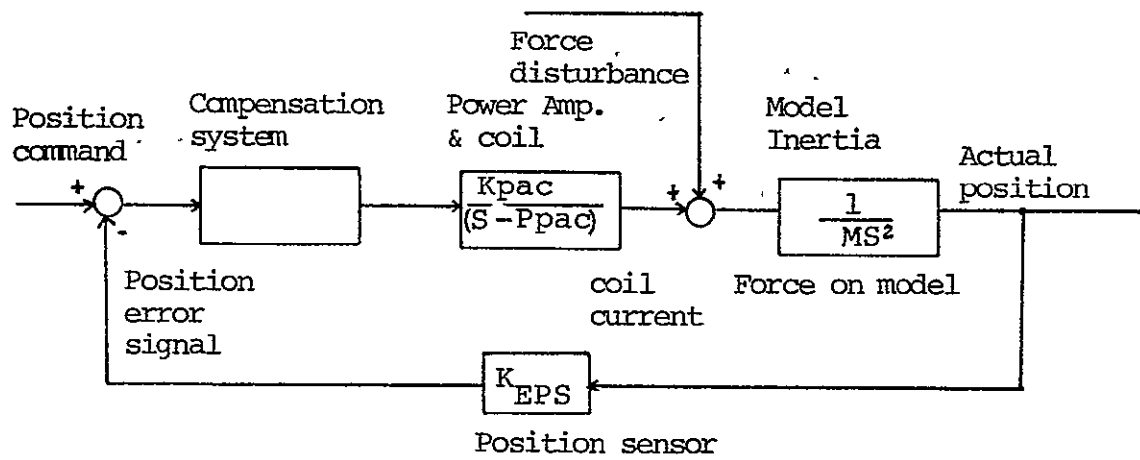 Force
disturbance
Position
command
Compensation
system
Power Amp.
& coil
Model
Inertia
Actual
position
+
-
Kpac
(S-Ppac)
+
+
1
MS²
Position
error
signal
coil
current
Force on model
K EPS
Position sensor